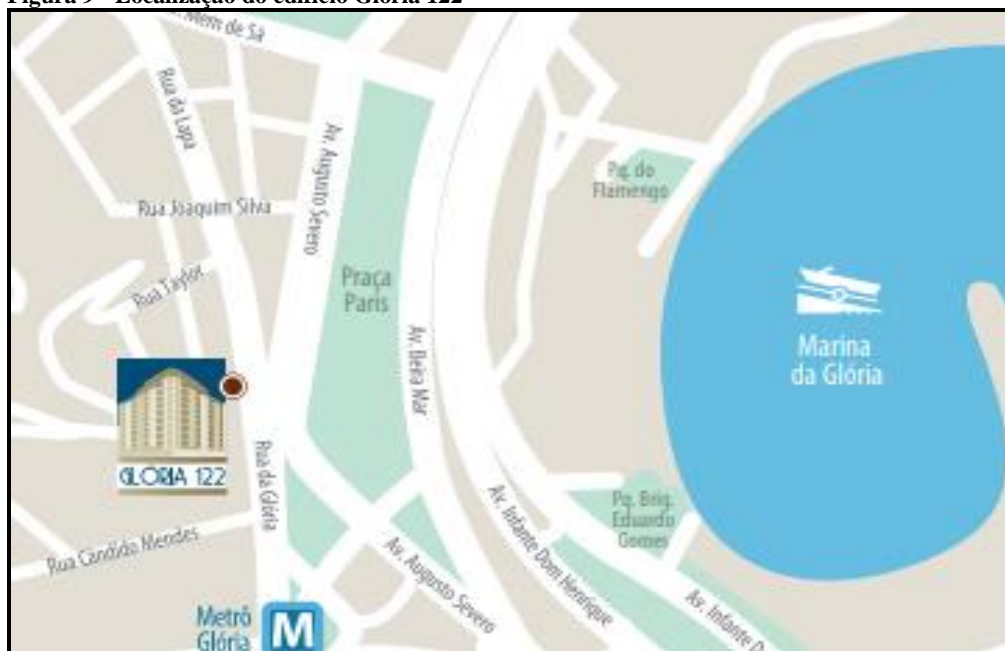 Figura 9 - Localização do edifício Glória 122
. Mem de Sá
Rua da Lapa
Av. Augusto Severo
Pq. do
Flamengo
Rua Joaquim Silva
Rua Taylor
Praça
Paris
Av. Beira Mar
Marina
da Glória
GLORIA 122
Rua da Glória
Pq. Brig.
Eduardo
Gomes
Rua Candido Mendes
Av. Augusto Severo
Av. Infante Dom Henrique
Av. Infante D
Metrô
Glória
M